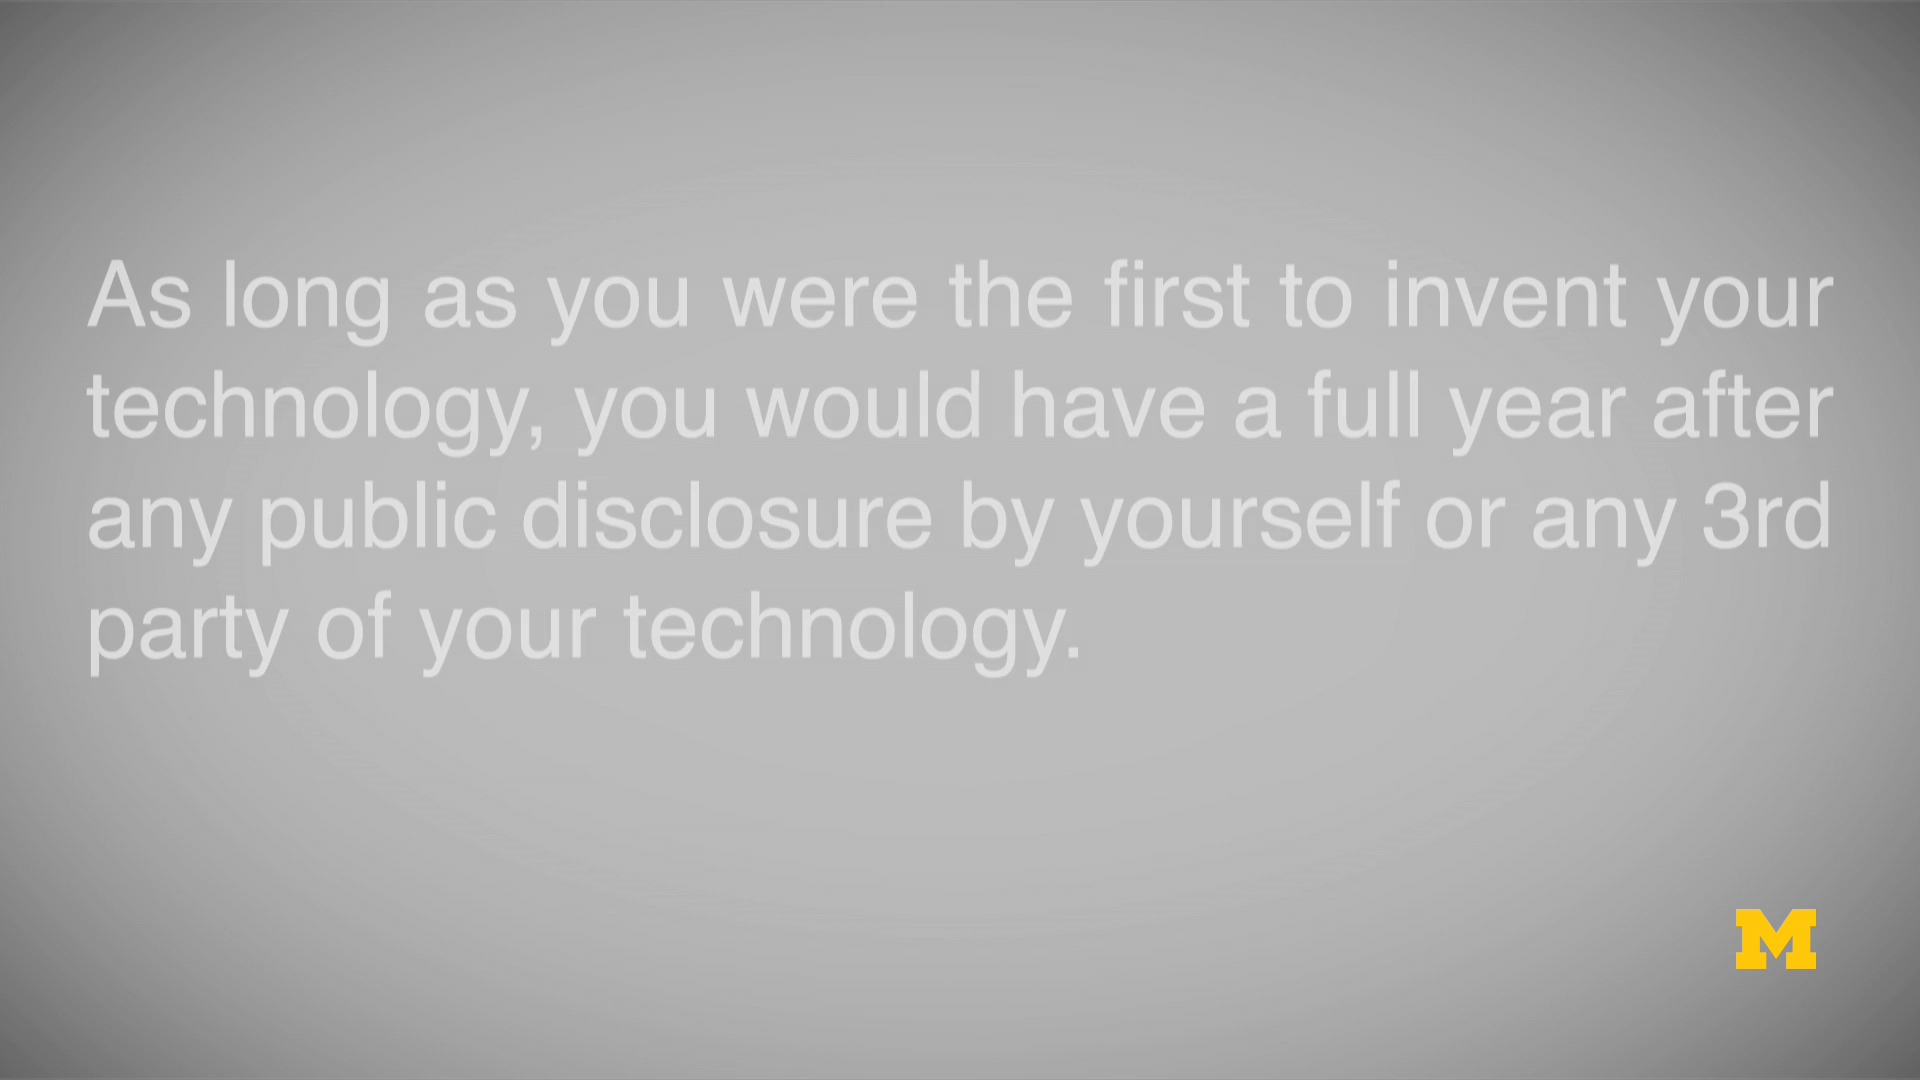 As long as you were the first to invent your
technology, you would have a full year after
any public disclosure by yourself or any 3rd
party of your technology.
M